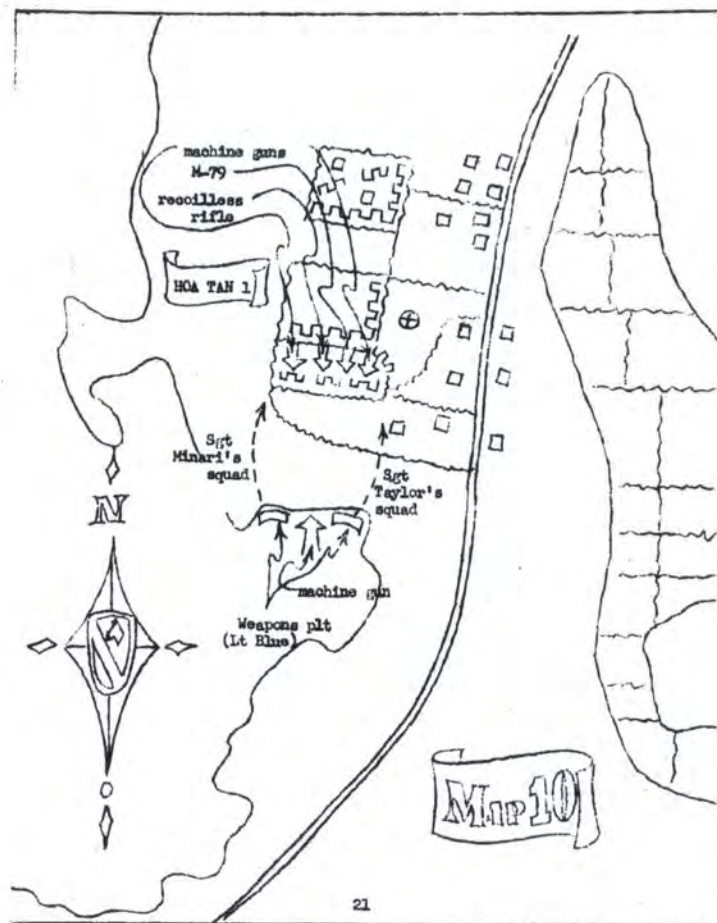 machine guns
M-79
recoilless
rifle
HOA TAN 1
Sgt
Minari's
squad
Sgt
Taylor's
squad
N
machine gun
Weapons plt
(Lt Blue)
MAP 10
21